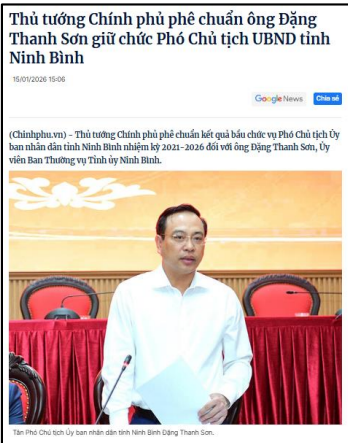 Thủ tướng Chính phủ phê chuẩn ông Đặng
Thanh Sơn giữ chức Phó Chủ tịch UBND tỉnh
Ninh Bình
15/01/2026 15:06
Google News
Chia sẻ
(Chinhphu.vn) - Thủ tướng Chính phủ phê chuẩn kết quả bầu chức vụ Phó Chủ tịch Ủy
ban nhân dân tỉnh Ninh Bình nhiệm kỳ 2021-2026 đối với ông Đặng Thanh Sơn, Ủy
viên Ban Thường vụ Tỉnh ủy Ninh Bình.
Tân Phó Chủ tịch Ủy ban nhân dân tỉnh Ninh Bình Đặng Thanh Sơn.